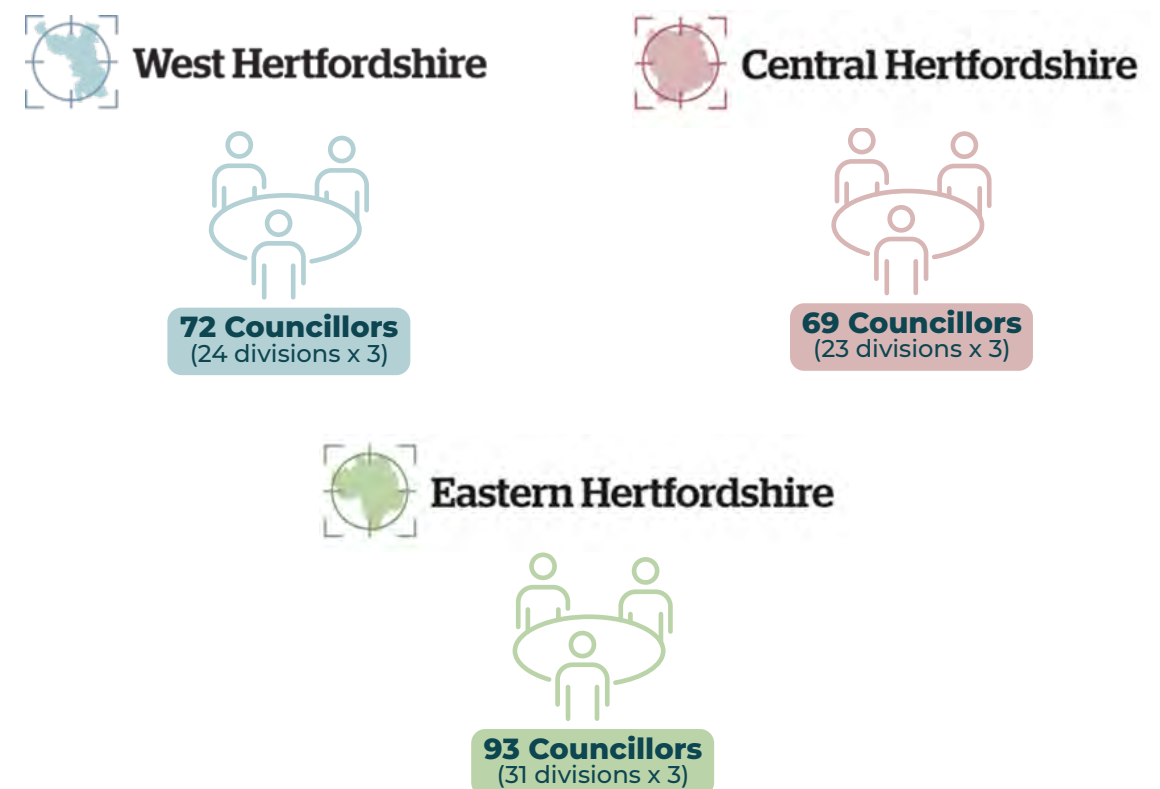 West Hertfordshire
72 Councillors
(24 divisions x 3)
Central Hertfordshire
69 Councillors
(23 divisions x 3)
Eastern Hertfordshire
93 Councillors
(31 divisions x 3)